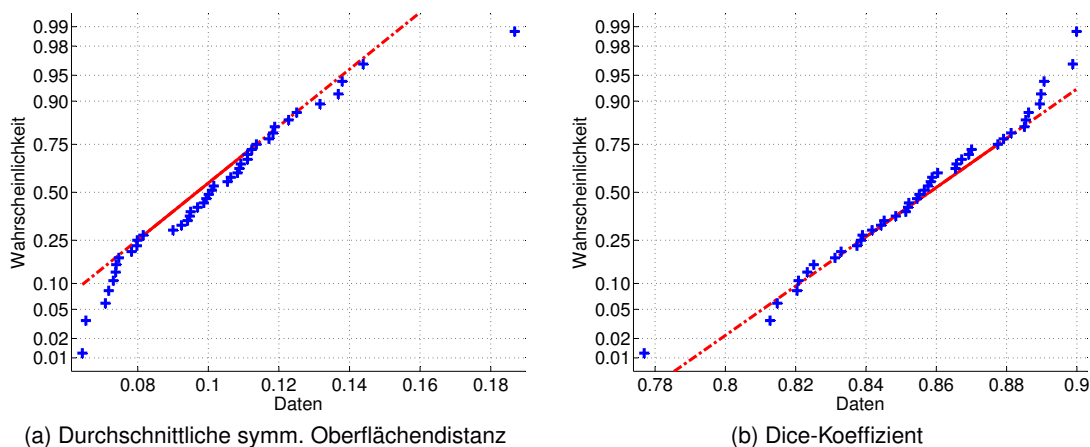 0.99
0.98
0.95
0.90
0.75
0.50
0.25
0.10
0.05
0.02
0.01
Wahrscheinlichkeit
0.08 0.1 0.12 0.14 0.16 0.18
Daten
(a) Durchschnittliche symm. Oberflächendistanz
0.99
0.98
0.95
0.90
0.75
0.50
0.25
0.10
0.05
0.02
0.01
Wahrscheinlichkeit
0.78 0.8 0.82 0.84 0.86 0.88 0.9
Daten
(b) Dice-Koeffizient